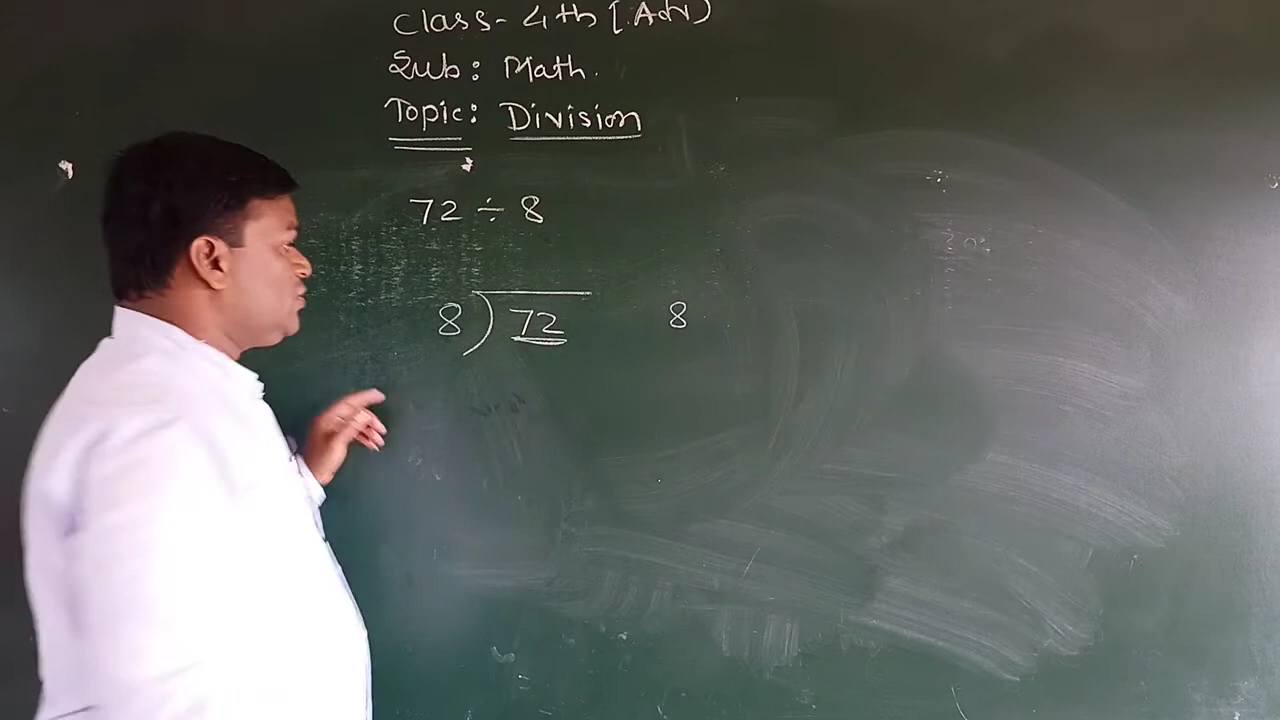 Class- 4th [Adv)
Sub: Math.
Topic: Division
72 ÷ 8
8)72 8